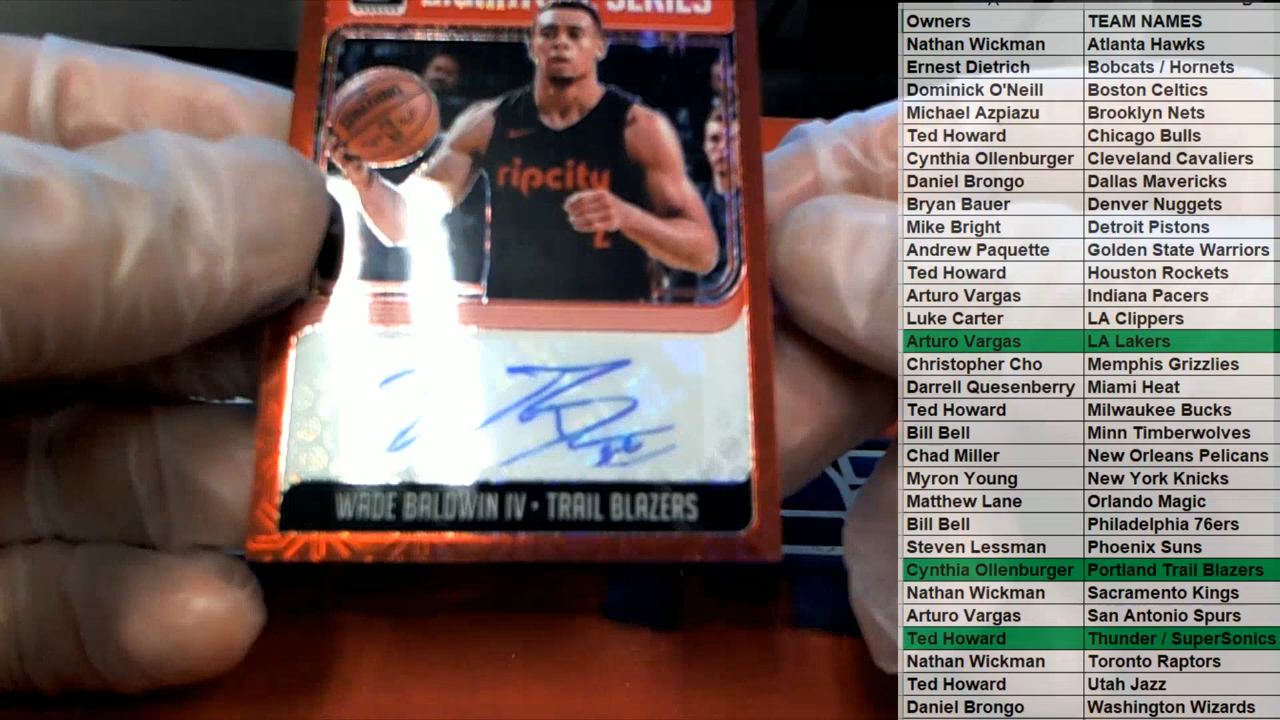 SERIES
ripcity
WADE BALDWIN IV • TRAIL BLAZERS
Owners TEAM NAMES
Nathan Wickman Atlanta Hawks
Ernest Dietrich Bobcats / Hornets
Dominick O'Neill Boston Celtics
Michael Azpiazu Brooklyn Nets
Ted Howard Chicago Bulls
Cynthia Ollenburger Cleveland Cavaliers
Daniel Brongo Dallas Mavericks
Bryan Bauer Denver Nuggets
Mike Bright Detroit Pistons
Andrew Paquette Golden State Warriors
Ted Howard Houston Rockets
Arturo Vargas Indiana Pacers
Luke Carter LA Clippers
Arturo Vargas LA Lakers
Christopher Cho Memphis Grizzlies
Darrell Quesenberry Miami Heat
Ted Howard Milwaukee Bucks
Bill Bell Minn Timberwolves
Chad Miller New Orleans Pelicans
Myron Young New York Knicks
Matthew Lane Orlando Magic
Bill Bell Philadelphia 76ers
Steven Lessman Phoenix Suns
Cynthia Ollenburger Portland Trail Blazers
Nathan Wickman Sacramento Kings
Arturo Vargas San Antonio Spurs
Ted Howard Thunder / SuperSonics
Nathan Wickman Toronto Raptors
Ted Howard Utah Jazz
Daniel Brongo Washington Wizards